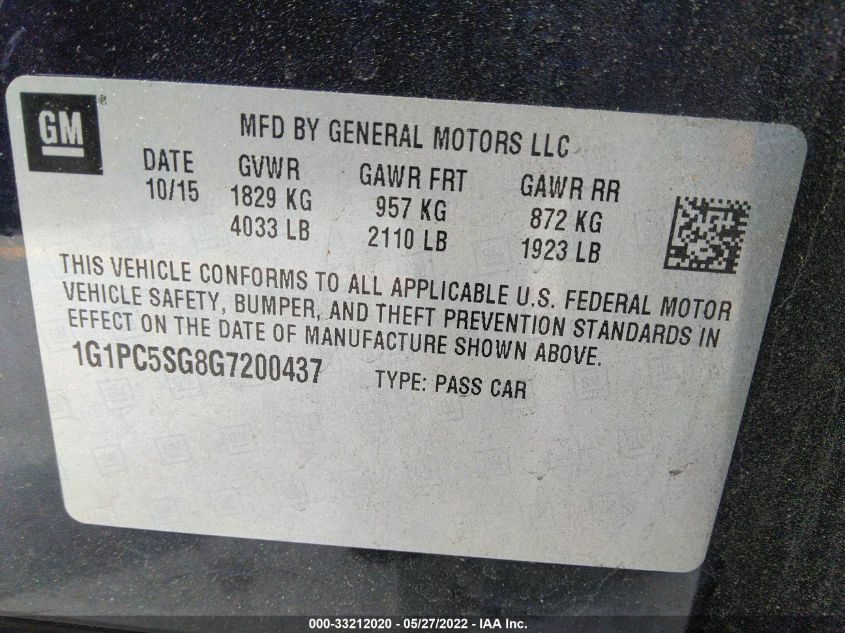 GM ®
MFD BY GENERAL MOTORS LLC
DATE GVWR GAWR FRT GAWR RR
10/15 1829 KG 957 KG 872 KG
4033 LB 2110 LB 1923 LB
THIS VEHICLE CONFORMS TO ALL APPLICABLE U.S. FEDERAL MOTOR
VEHICLE SAFETY, BUMPER, AND THEFT PREVENTION STANDARDS IN
EFFECT ON THE DATE OF MANUFACTURE SHOWN ABOVE.
1G1PC5SG8G7200437 TYPE: PASS CAR
000-33212020 - 05/27/2022 - IAA Inc.